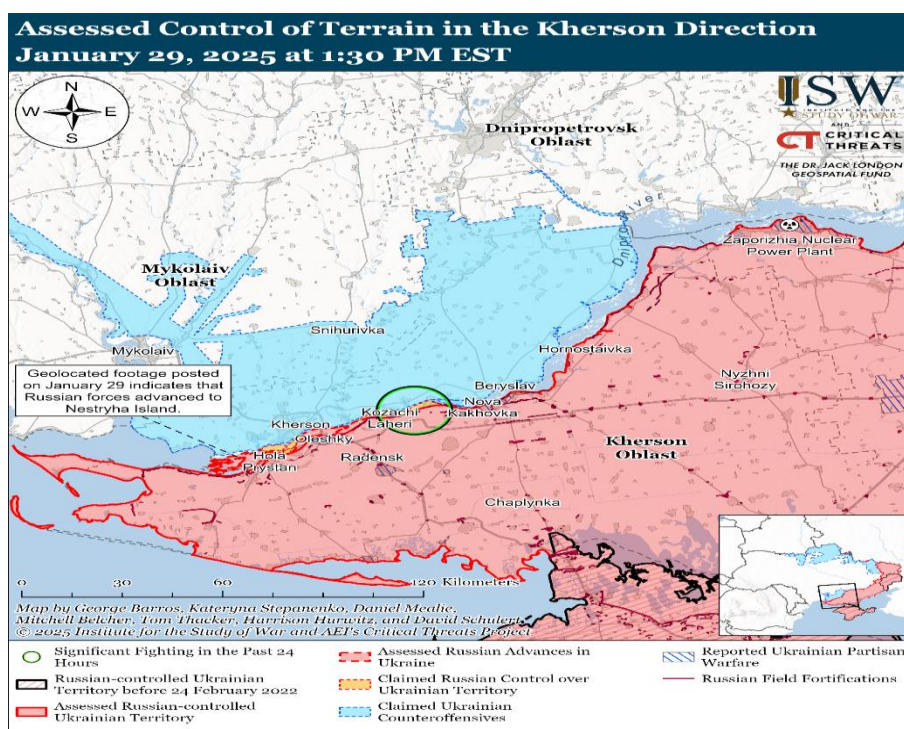 Assessed Control of Terrain in the Kherson Direction
January 29, 2025 at 1:30 PM EST
N
W E
S
ISW
INSTITUTE FOR THE
STUDY OF WAR
AND
CT CRITICAL
THREATS
THE DR. JACK LONDON
GEOSPATIAL FUND
Dnipropetrovsk
Oblast
Dnipro River
Zaporizhia Nuclear
Power Plant
Mykolaiv
Oblast
Snihurivka
Mykolaiv
Hornostaivka
Geolocated footage posted
on January 29 indicates that
Russian forces advanced to
Nestryha Island.
Beryslav
Nyzhni
Sirohozy
Nova
Kakhovka
Kozachi
Laheri
Kherson
Oleshky
Hola
Prystan
Radensk
Kherson
Oblast
Chaplynka
0 30 60 120 Kilometers
Map by George Barros, Kateryna Stepanenko, Daniel Mealie,
Mitchell Belcher, Tom Thacker, Harrison Hurwitz, and David Schulert
© 2025 Institute for the Study of War and AEI's Critical Threats Project
Significant Fighting in the Past 24
Hours
Russian-controlled Ukrainian
Territory before 24 February 2022
Assessed Russian-controlled
Ukrainian Territory
Assessed Russian Advances in
Ukraine
Claimed Russian Control over
Ukrainian Territory
Claimed Ukrainian
Counteroffensives
Reported Ukrainian Partisan
Warfare
Russian Field Fortifications